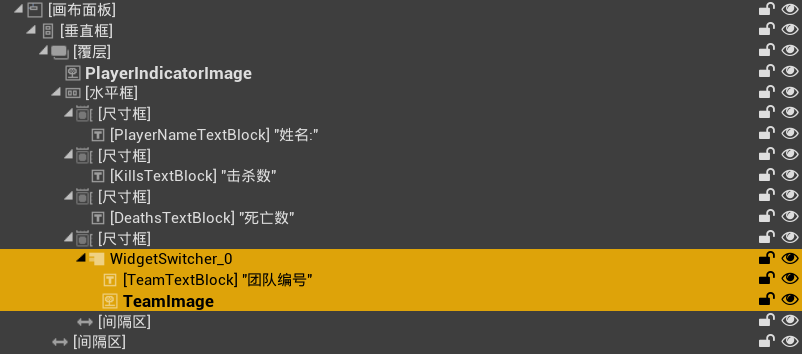 [画布面板]
[垂直框]
[覆层]
PlayerIndicatorImage
[水平框]
[尺寸框]
[PlayerNameTextBlock] "姓名:"
[尺寸框]
[KillsTextBlock] "击杀数"
[尺寸框]
[DeathsTextBlock] "死亡数"
[尺寸框]
WidgetSwitcher_0
[TeamTextBlock] "团队编号"
TeamImage
[间隔区]
[间隔区]